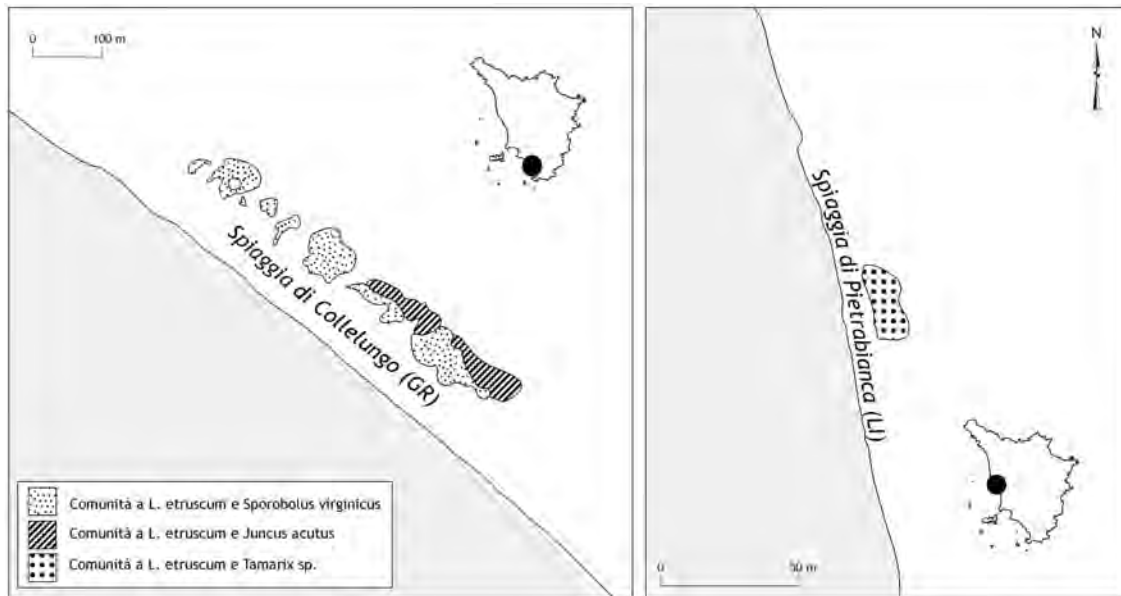 0 100 m
Spiaggia di Collelungo (GR)
Comunità a L. etruscum e Sporobolus virginicus
Comunità a L. etruscum e Juncus acutus
Comunità a L. etruscum e Tamarix sp.
N
Spiaggia di Pietrabianca (LI)
0 50 m